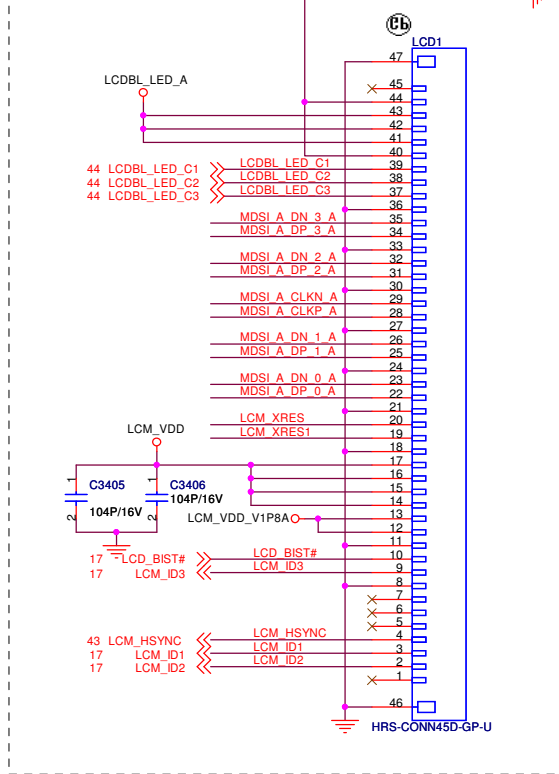 Cb
LCD1
47
LCDBL_LED_A
45
44
43
42
41
40
44 LCDBL_LED_C1 LCDBL_LED_C1 39
44 LCDBL_LED_C2 LCDBL_LED_C2 38
44 LCDBL_LED_C3 LCDBL_LED_C3 37
36
MDSI_A_DN_3_A 35
MDSI_A_DP_3_A 34
33
MDSI_A_DN_2_A 32
MDSI_A_DP_2_A 31
30
MDSI_A_CLKN_A 29
MDSI_A_CLKP_A 28
27
MDSI_A_DN_1_A 26
MDSI_A_DP_1_A 25
24
MDSI_A_DN_0_A 23
MDSI_A_DP_0_A 22
21
LCM_XRES 20
LCM_XRES1 19
LCM_VDD
18
17
16
1 C3405 1 C3406 15
104P/16V 14
2 104P/16V 2 LCM_VDD_V1P8A 13
12
11
17 LCD_BIST# LCD_BIST# 10
17 LCM_ID3 LCM_ID3 9
8
7
6
5
43 LCM_HSYNC LCM_HSYNC 4
17 LCM_ID1 LCM_ID1 3
17 LCM_ID2 LCM_ID2 2
1
46
HRS-CONN45D-GP-U